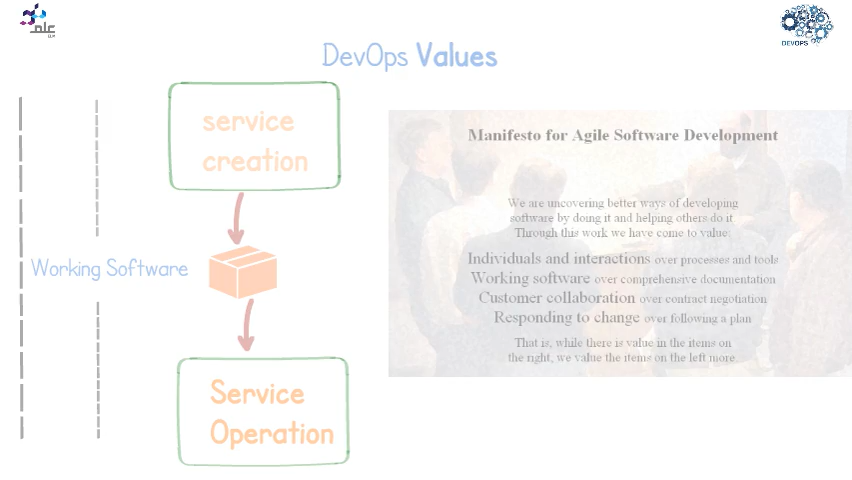 علم
ELM
DEVOPS
DevOps Values
service
creation
Working Software
Service
Operation
Manifesto for Agile Software Development
We are uncovering better ways of developing
software by doing it and helping others do it
Through this work we have come to value:
Individuals and interactions over processes and tools
Working software over comprehensive documentation
Customer collaboration over contract negotiation
Responding to change over following a plan
That is, while there is value in the items on
the right, we value the items on the left more.